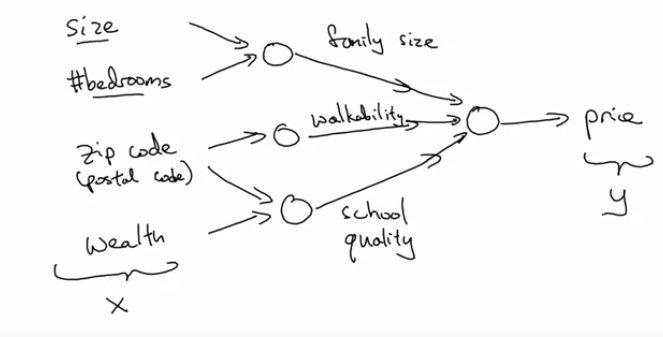 Size
family size
#bedrooms
walkability
price
zip code
(postal code)
y
school
quality
wealth
X